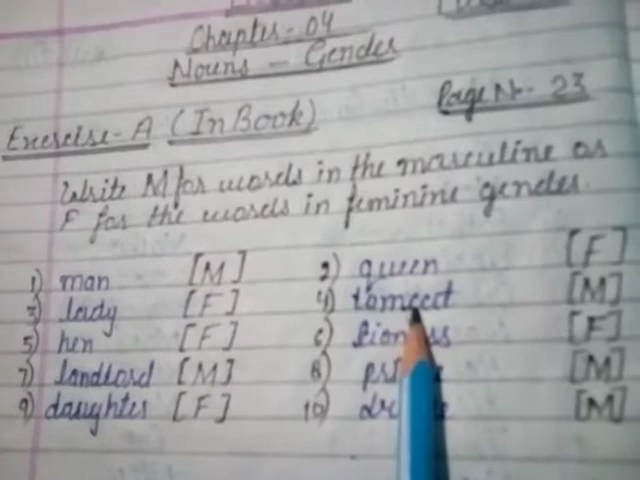 Chapter-04
Nouns - Gender
Exercise-A (In Book) Page Nr. 23
Write M for words in the masculine or
F for the words in feminine gender
1) man [M] 2) queen [F]
3) lady [F] 4) tomcat [M]
5) hen [F] 6) [F]
7) landlord [M] 8) [M]
9) daughter [F] 10) [M]